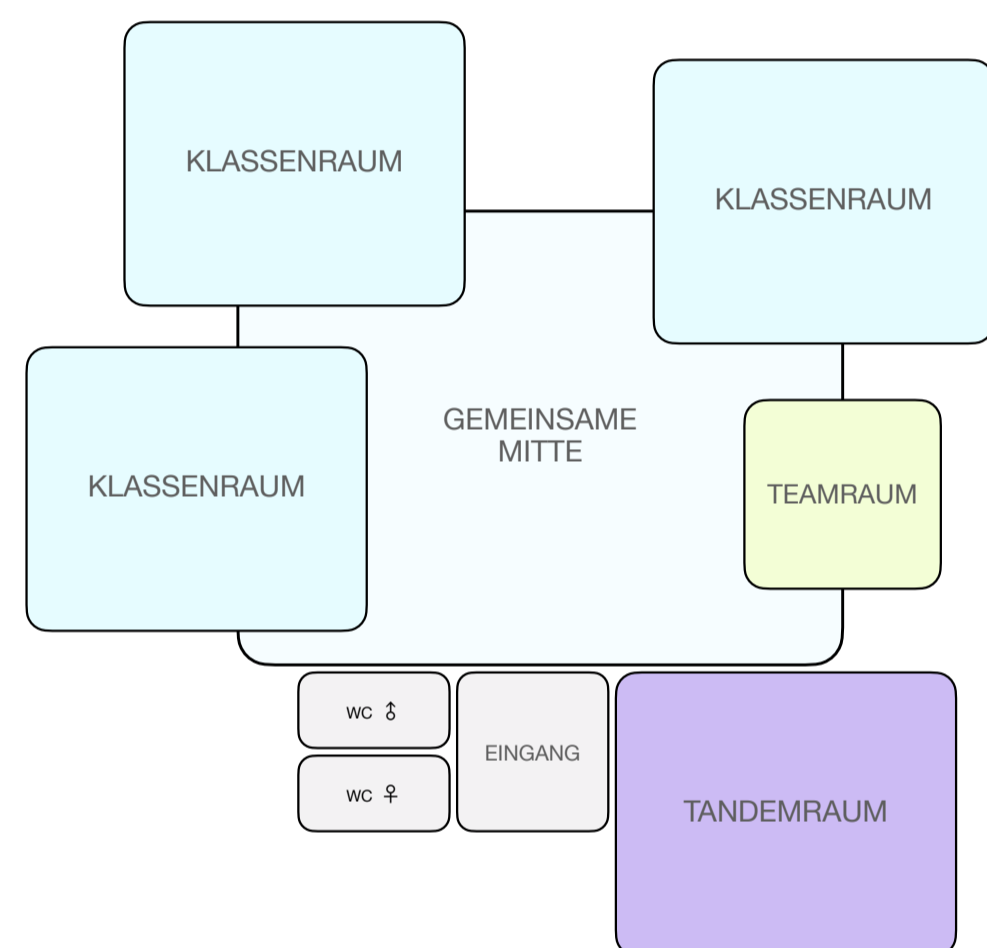 KLASSENRAUM
KLASSENRAUM
GEMEINSAME
MITTE
KLASSENRAUM
TEAMRAUM
WC ♂
EINGANG
WC ♀
TANDEMRAUM